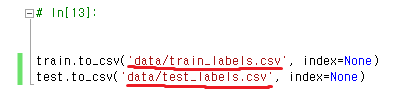 # In[13]:
train.to_csv('data/train_labels.csv', index=None)
test.to_csv('data/test_labels.csv', index=None)